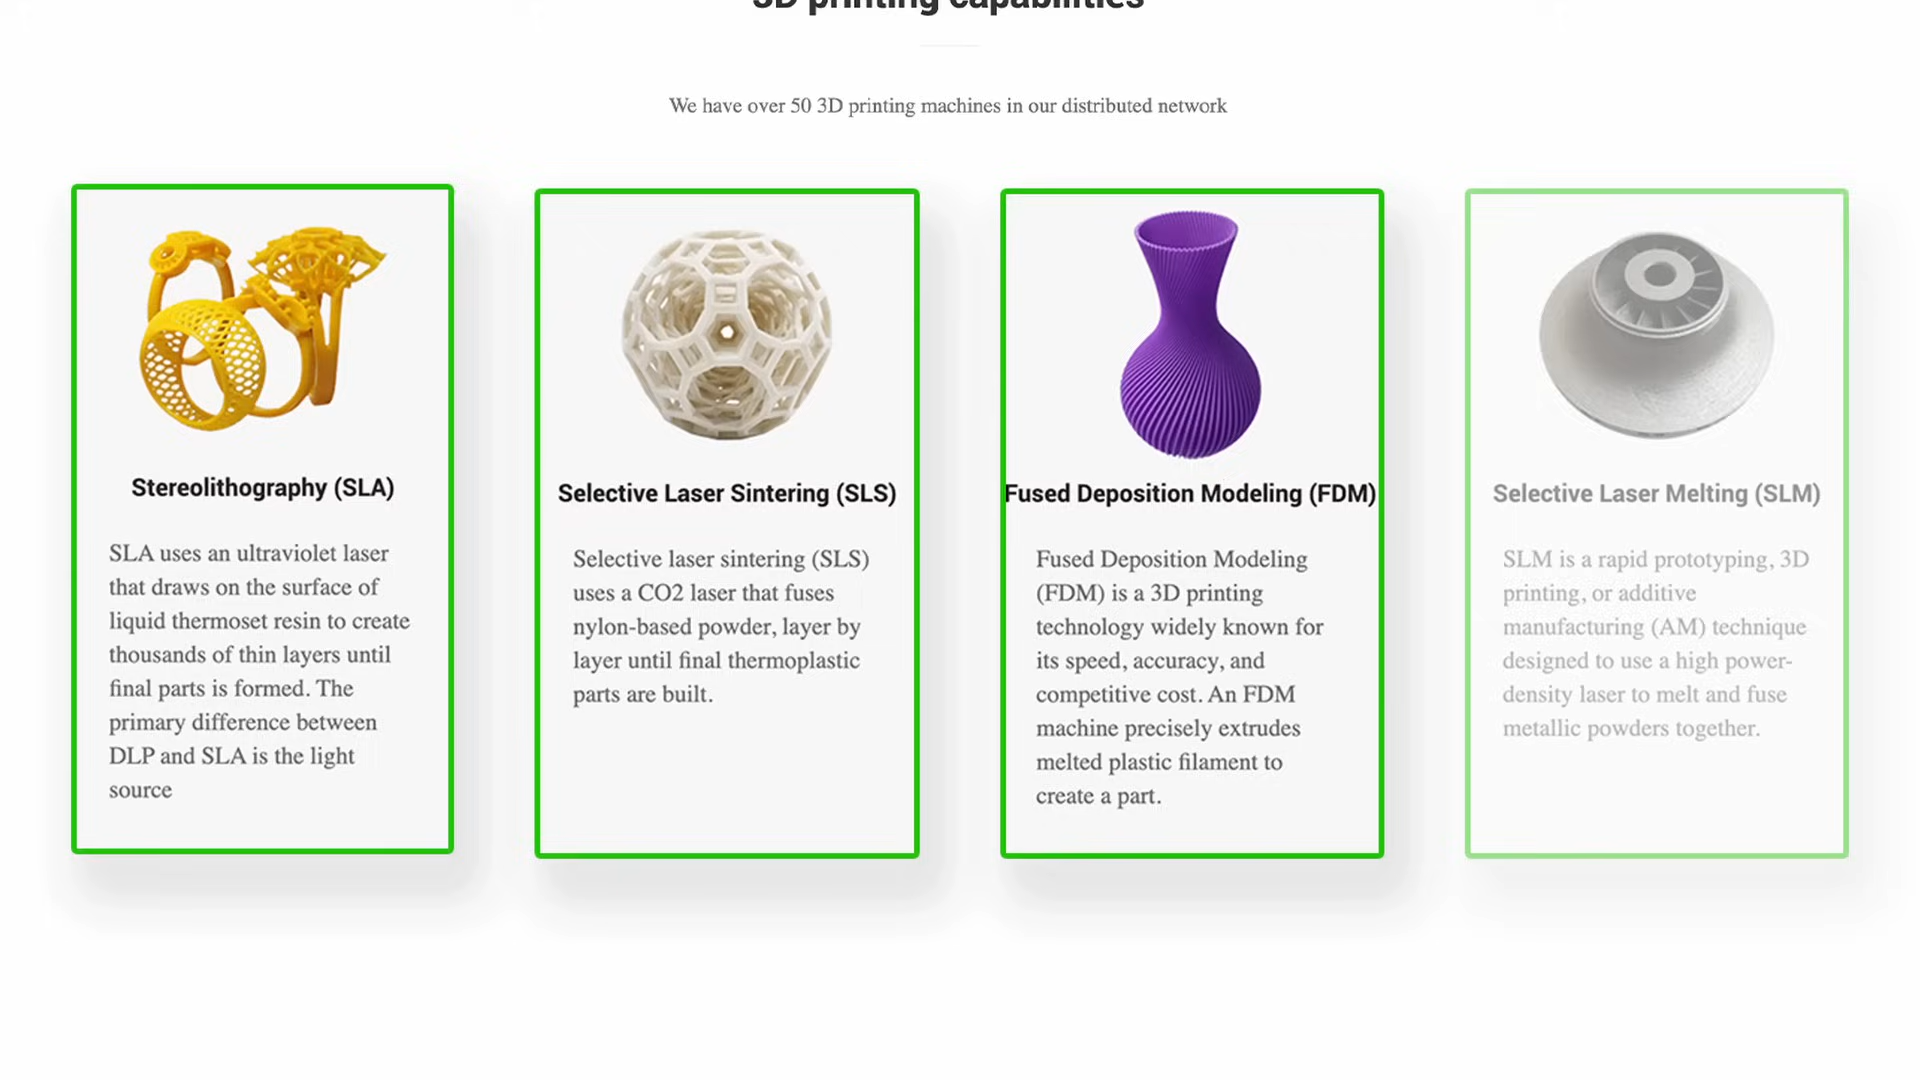 3D printing capabilities
We have over 50 3D printing machines in our distributed network
Stereolithography (SLA)
SLA uses an ultraviolet laser
that draws on the surface of
liquid thermoset resin to create
thousands of thin layers until
final parts is formed. The
primary difference between
DLP and SLA is the light
source
Selective Laser Sintering (SLS)
Selective laser sintering (SLS)
uses a CO2 laser that fuses
nylon-based powder, layer by
layer until final thermoplastic
parts are built.
Fused Deposition Modeling (FDM)
Fused Deposition Modeling
(FDM) is a 3D printing
technology widely known for
its speed, accuracy, and
competitive cost. An FDM
machine precisely extrudes
melted plastic filament to
create a part.
Selective Laser Melting (SLM)
SLM is a rapid prototyping, 3D
printing, or additive
manufacturing (AM) technique
designed to use a high power-
density laser to melt and fuse
metallic powders together.